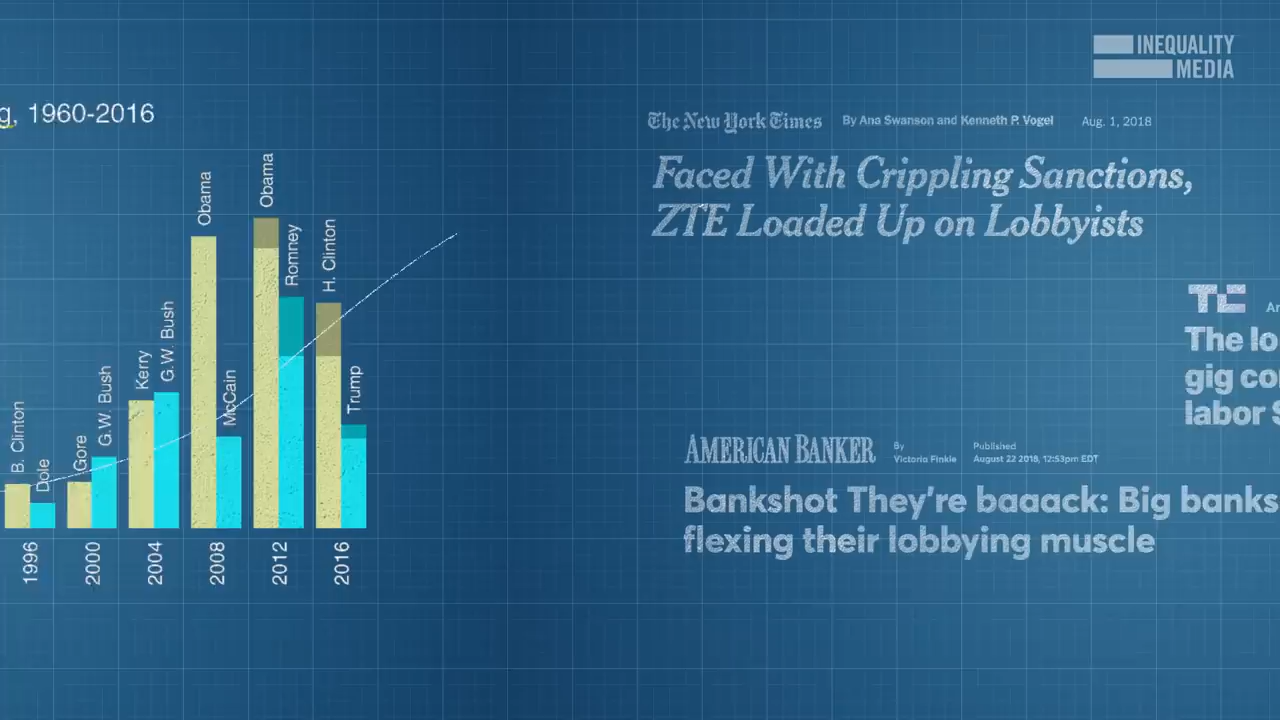 INEQUALITY
MEDIA
g, 1960-2016
B. Clinton
Dole
Gore
G.W. Bush
Kerry
G.W. Bush
Obama
McCain
Obama
Romney
H. Clinton
Trump
1996
2000
2004
2008
2012
2016
The New York Times By Ana Swanson and Kenneth P. Vogel Aug. 1, 2018
Faced With Crippling Sanctions,
ZTE Loaded Up on Lobbyists
TC
The lo
gig co
labor S
AMERICAN BANKER
By
Victoria Finkle
Published
August 22 2018, 12:53pm EDT
Bankshot They're baaack: Big banks
flexing their lobbying muscle